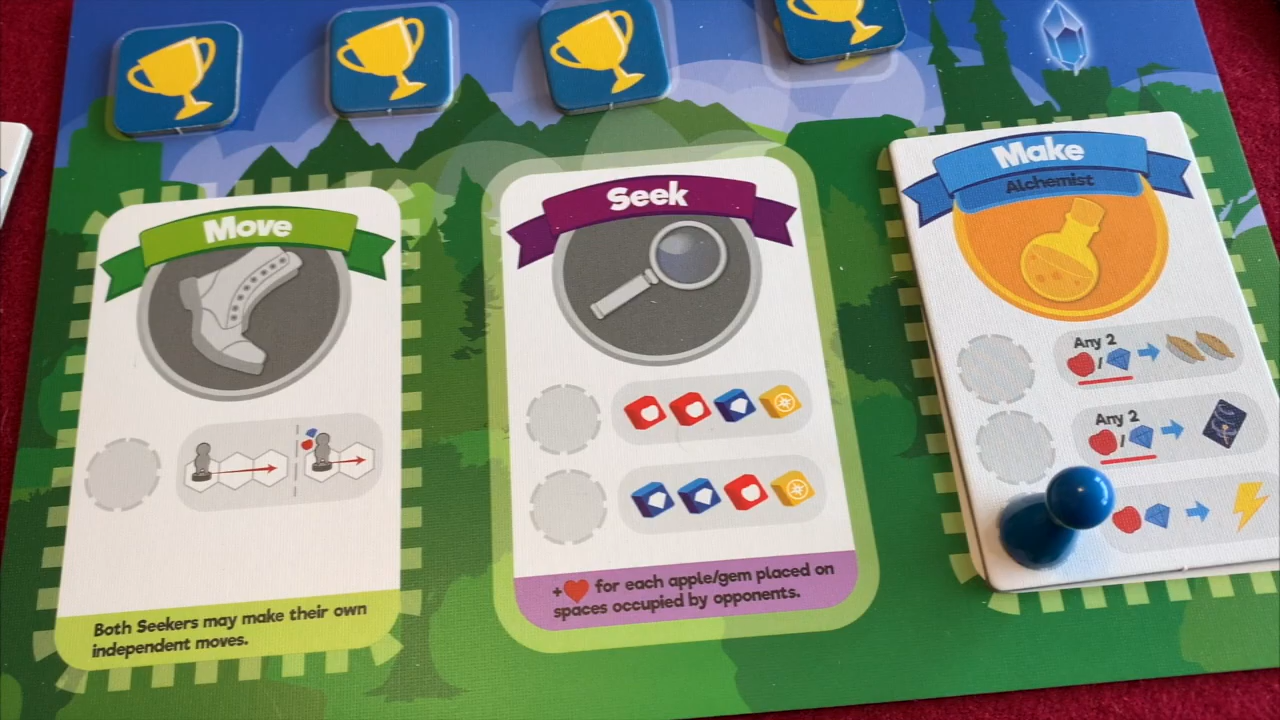 Move
Both Seekers may make their own
independent moves.
Seek
+ for each apple/gem placed on
spaces occupied by opponents.
Make
Alchemist
Any 2
/
Any 2
/